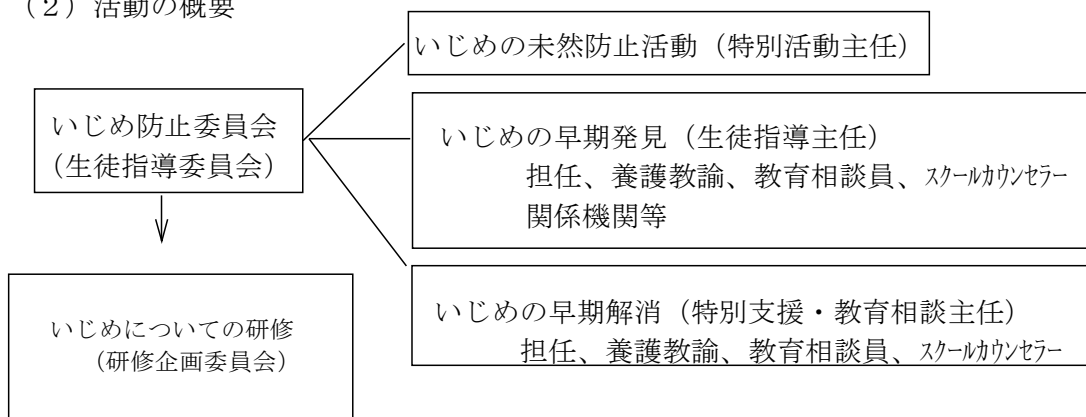 (２)活動の概要
いじめの未然防止活動(特別活動主任)
いじめ防止委員会
(生徒指導委員会)
いじめの早期発見(生徒指導主任)
担任、養護教諭、教育相談員、ｽｸｰﾙｶｳﾝｾﾗｰ
関係機関等
いじめについての研修
(研修企画委員会)
いじめの早期解消(特別支援・教育相談主任)
担任、養護教諭、教育相談員、ｽｸｰﾙｶｳﾝｾﾗｰ